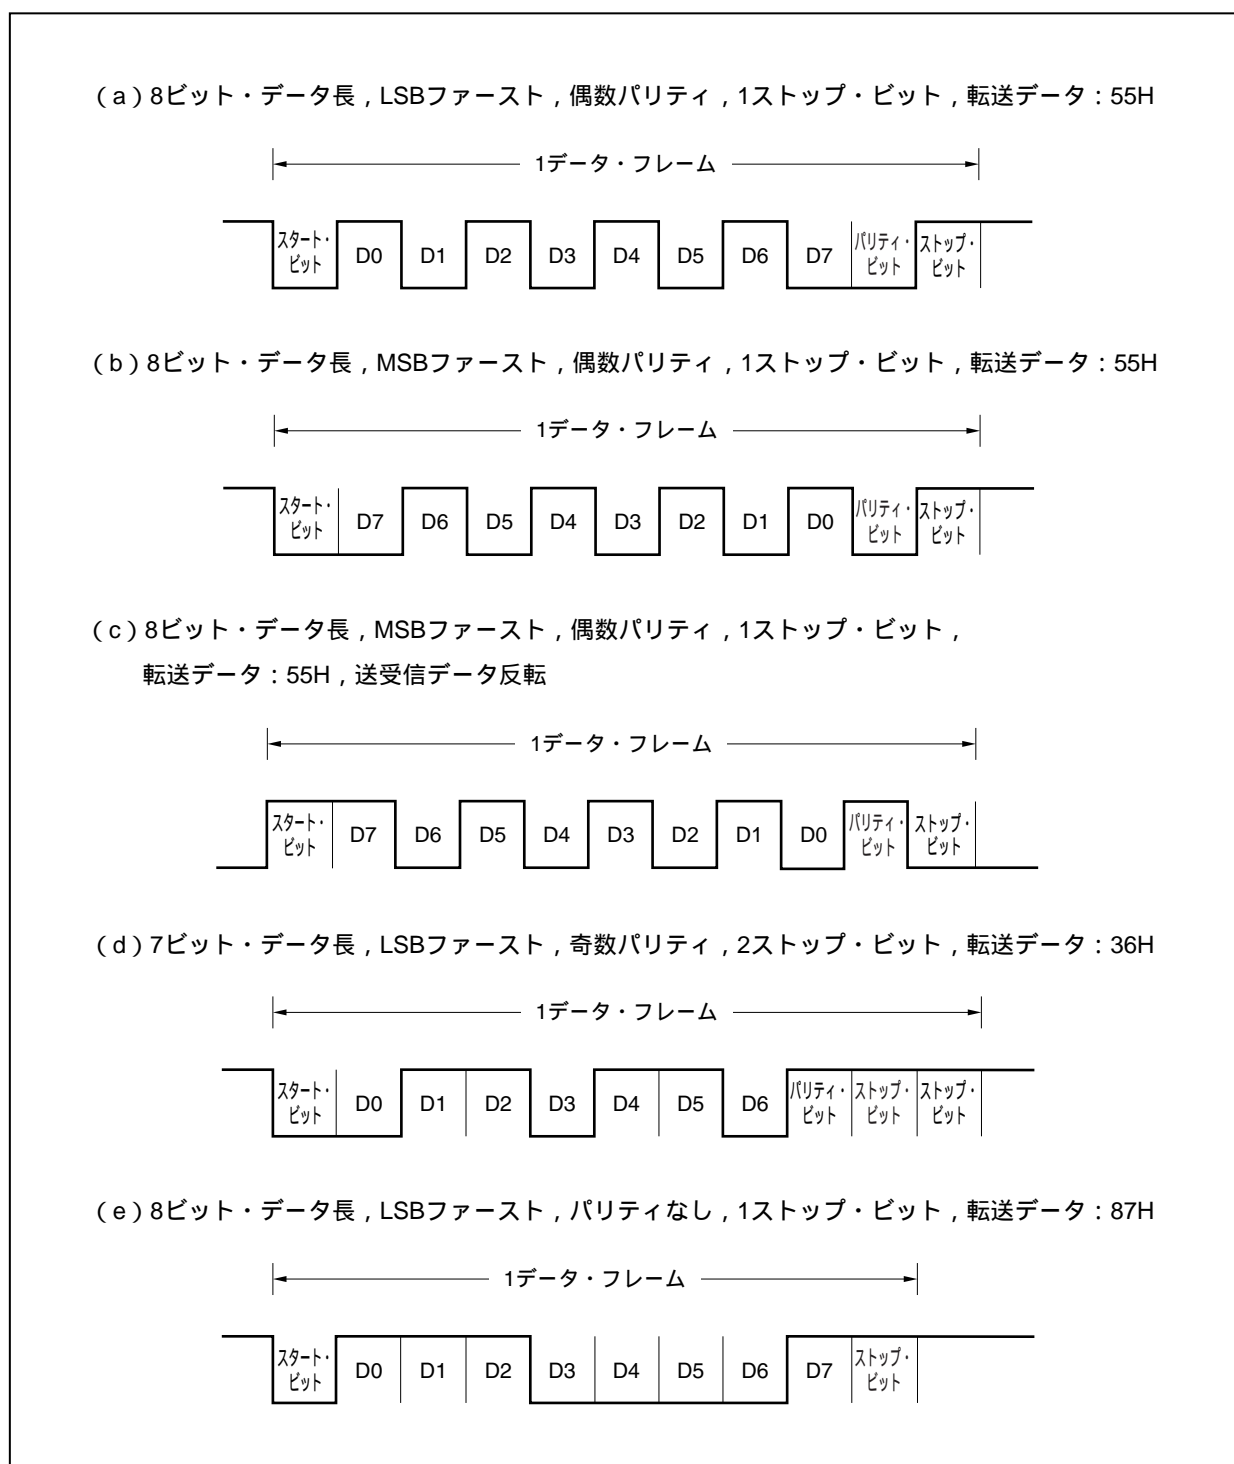 （a）8ビット・データ長，LSBファースト，偶数パリティ，1ストップ・ビット，転送データ：55H
1データ・フレーム
スタート・ビット D0 D1 D2 D3 D4 D5 D6 D7 パリティ・ビット ストップ・ビット
（b）8ビット・データ長，MSBファースト，偶数パリティ，1ストップ・ビット，転送データ：55H
1データ・フレーム
スタート・ビット D7 D6 D5 D4 D3 D2 D1 D0 パリティ・ビット ストップ・ビット
（c）8ビット・データ長，MSBファースト，偶数パリティ，1ストップ・ビット，
転送データ：55H，送受信データ反転
1データ・フレーム
スタート・ビット D7 D6 D5 D4 D3 D2 D1 D0 パリティ・ビット ストップ・ビット
（d）7ビット・データ長，LSBファースト，奇数パリティ，2ストップ・ビット，転送データ：36H
1データ・フレーム
スタート・ビット D0 D1 D2 D3 D4 D5 D6 パリティ・ビット ストップ・ビット ストップ・ビット
（e）8ビット・データ長，LSBファースト，パリティなし，1ストップ・ビット，転送データ：87H
1データ・フレーム
スタート・ビット D0 D1 D2 D3 D4 D5 D6 D7 ストップ・ビット